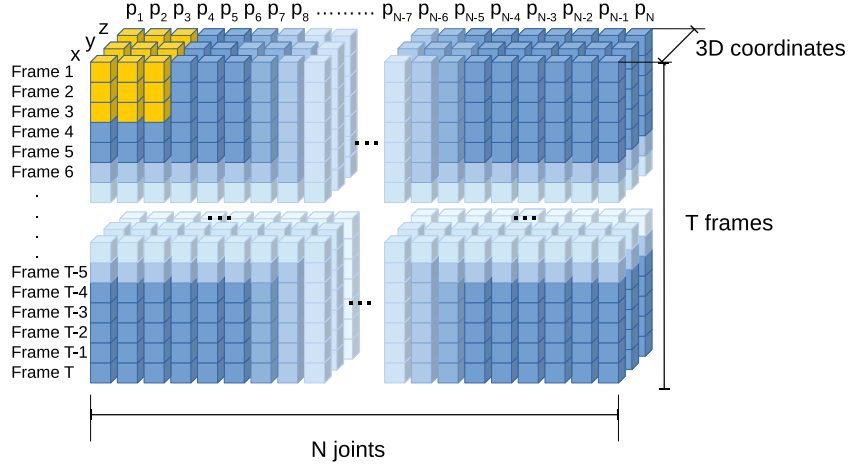 p1 p2 p3 p4 p5 p6 p7 p8 ......... pN-7 pN-6 pN-5 pN-4 pN-3 pN-2 pN-1 pN
z
y
x
3D coordinates
Frame 1
Frame 2
Frame 3
Frame 4
Frame 5
Frame 6
...
.
.
.
.
...
...
T frames
Frame T-5
Frame T-4
...
Frame T-3
Frame T-2
Frame T-1
Frame T
N joints